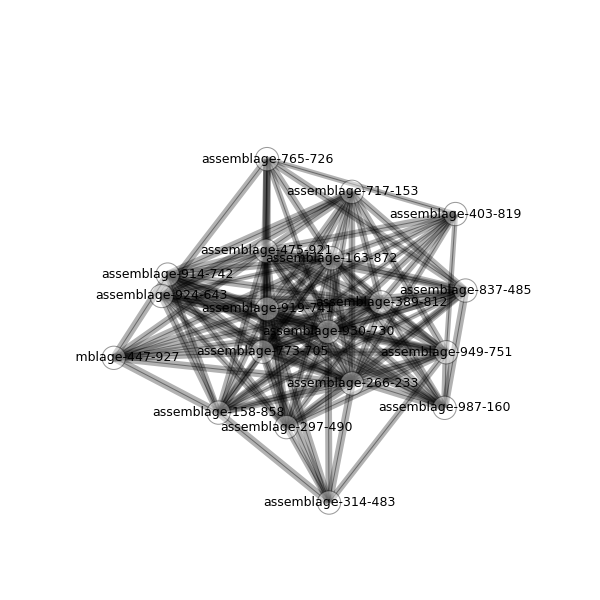 assemblage-765-726
assemblage-717-153
assemblage-403-819
assemblage-475-921
assemblage-163-872
assemblage-914-742
assemblage-837-485
assemblage-924-643
assemblage-389-812
assemblage-919-741
assemblage-930-730
assemblage-773-705
assemblage-949-751
mblage-447-927
assemblage-266-233
assemblage-987-160
assemblage-158-858
assemblage-297-490
assemblage-314-483